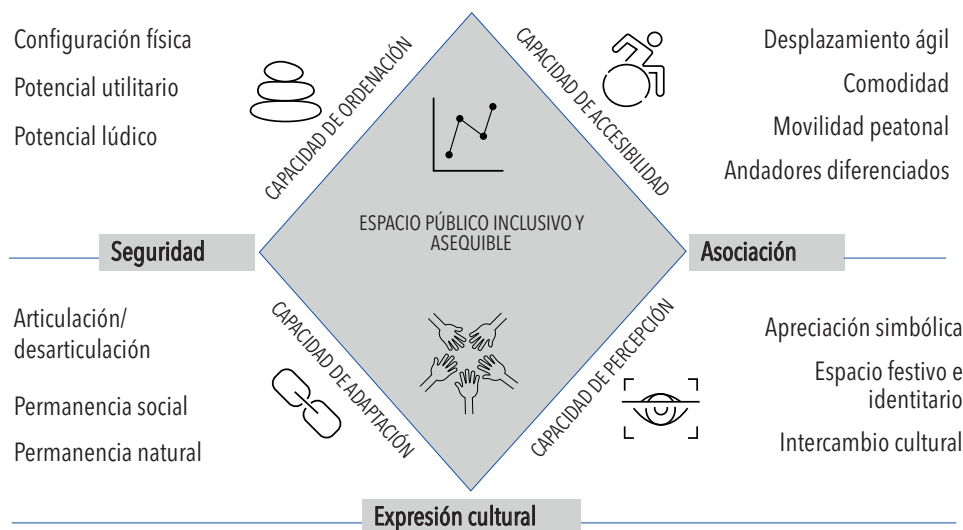 Configuración física
Potencial utilitario
Potencial lúdico
CAPACIDAD DE ORDENACIÓN
CAPACIDAD DE ACCESIBILIDAD
Desplazamiento ágil
Comodidad
Movilidad peatonal
Andadores diferenciados
ESPACIO PÚBLICO INCLUSIVO Y
ASEQUIBLE
Seguridad
Asociación
Articulación/
desarticulación
Permanencia social
Permanencia natural
CAPACIDAD DE ADAPTACIÓN
CAPACIDAD DE PERCEPCIÓN
Apreciación simbólica
Espacio festivo e
identitario
Intercambio cultural
Expresión cultural